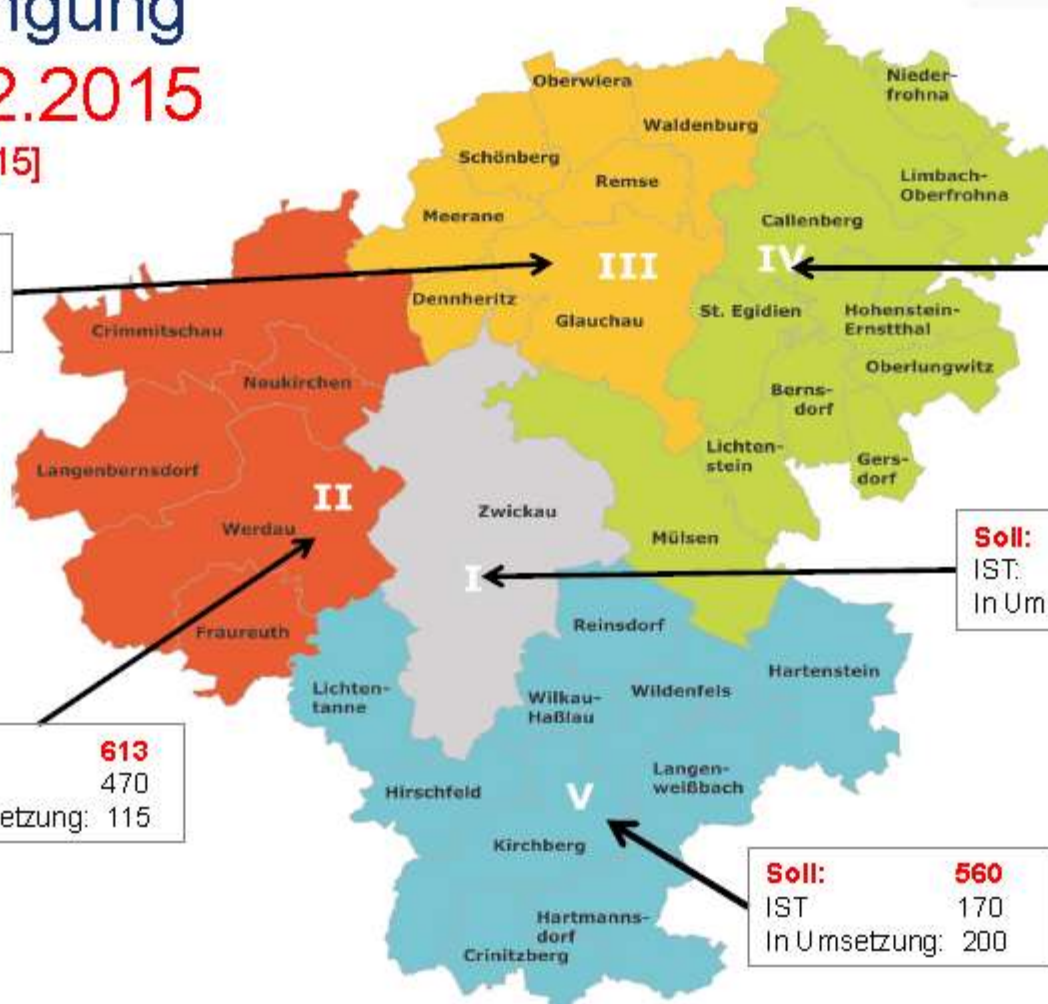 ngung
2.2015
15]
Oberwiera
Nieder-
frohna
Waldenburg
Schönberg
Remse
Limbach-
Oberfrohna
Meerane
Callenberg
III
IV
Dennheritz
Glauchau
St. Egidien
Hohenstein-
Ernstthal
Crimmitschau
Neukirchen
Oberlungwitz
Berns-
dorf
Langenbernsdorf
Lichten-
stein
Gers-
dorf
II
Zwickau
Werdau
Mülsen
I
Soll:
IST:
In Um
Fraureuth
Reinsdorf
Hartenstein
Lichten-
tanne
Wilkau-
Haßlau
Wildenfels
613
470
etzung: 115
Langen-
weißbach
Hirschfeld
V
Kirchberg
Soll: 560
IST 170
In Umsetzung: 200
Hartmanns-
dorf
Crinitzberg